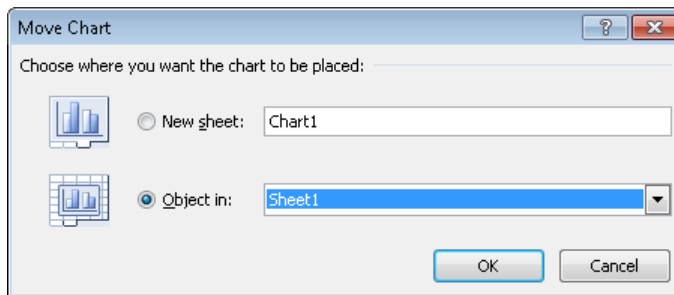 Move Chart
?
Choose where you want the chart to be placed:
New sheet: Chart1
Object in: Sheet1
OK Cancel